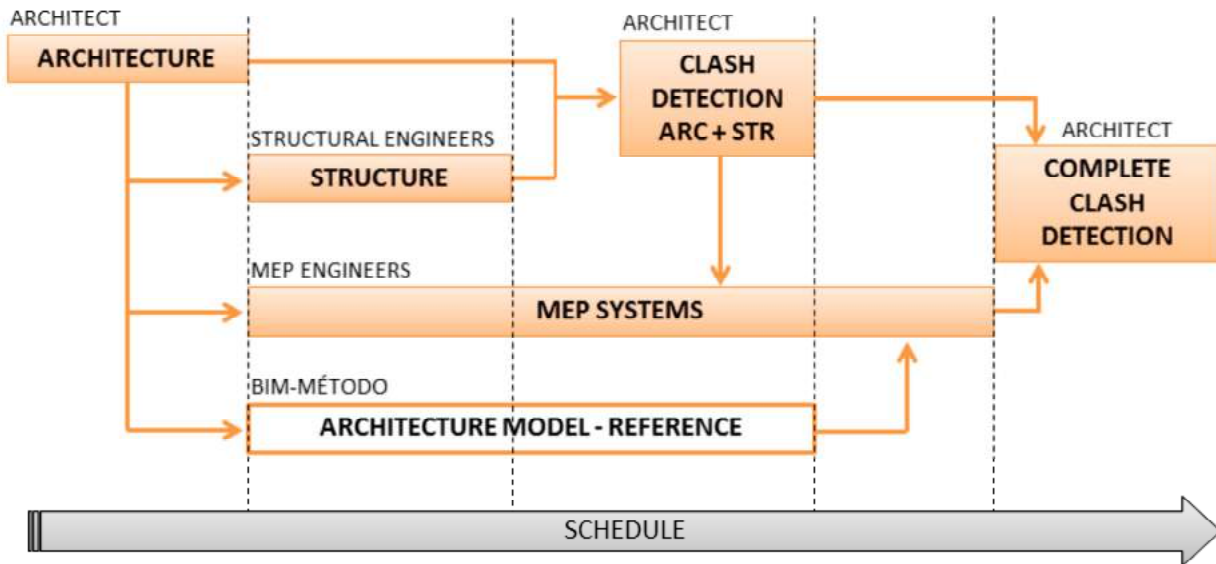 ARCHITECT
ARCHITECTURE
ARCHITECT
CLASH
DETECTION
ARC + STR
ARCHITECT
COMPLETE
CLASH
DETECTION
STRUCTURAL ENGINEERS
STRUCTURE
MEP ENGINEERS
MEP SYSTEMS
BIM-MÉTODO
ARCHITECTURE MODEL - REFERENCE
SCHEDULE